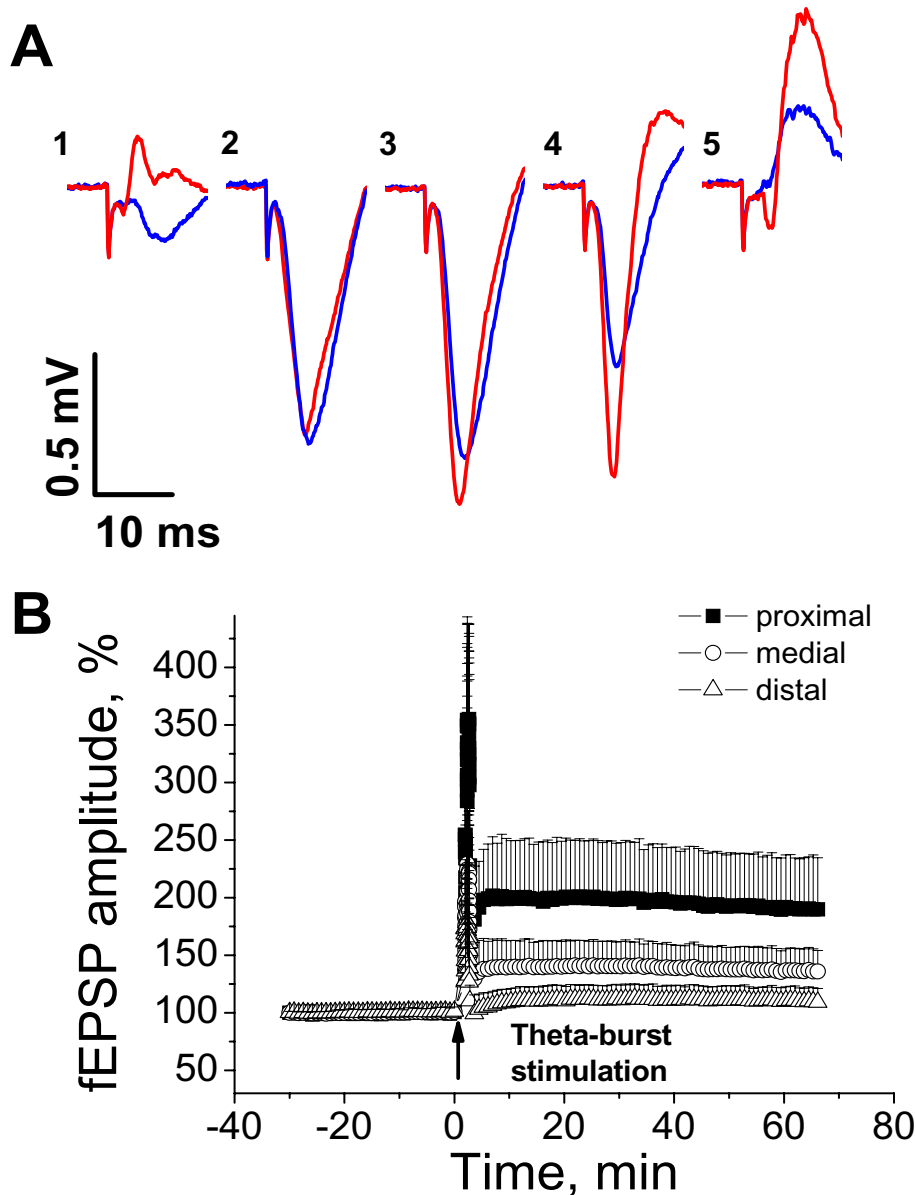 A
1 2 3 4 5
0.5 mV
10 ms
B
fEPSP amplitude, %
400
350
300
250
200
150
100
50
proximal
medial
distal
Theta-burst
stimulation
-40 -20 0 20 40 60 80
Time, min